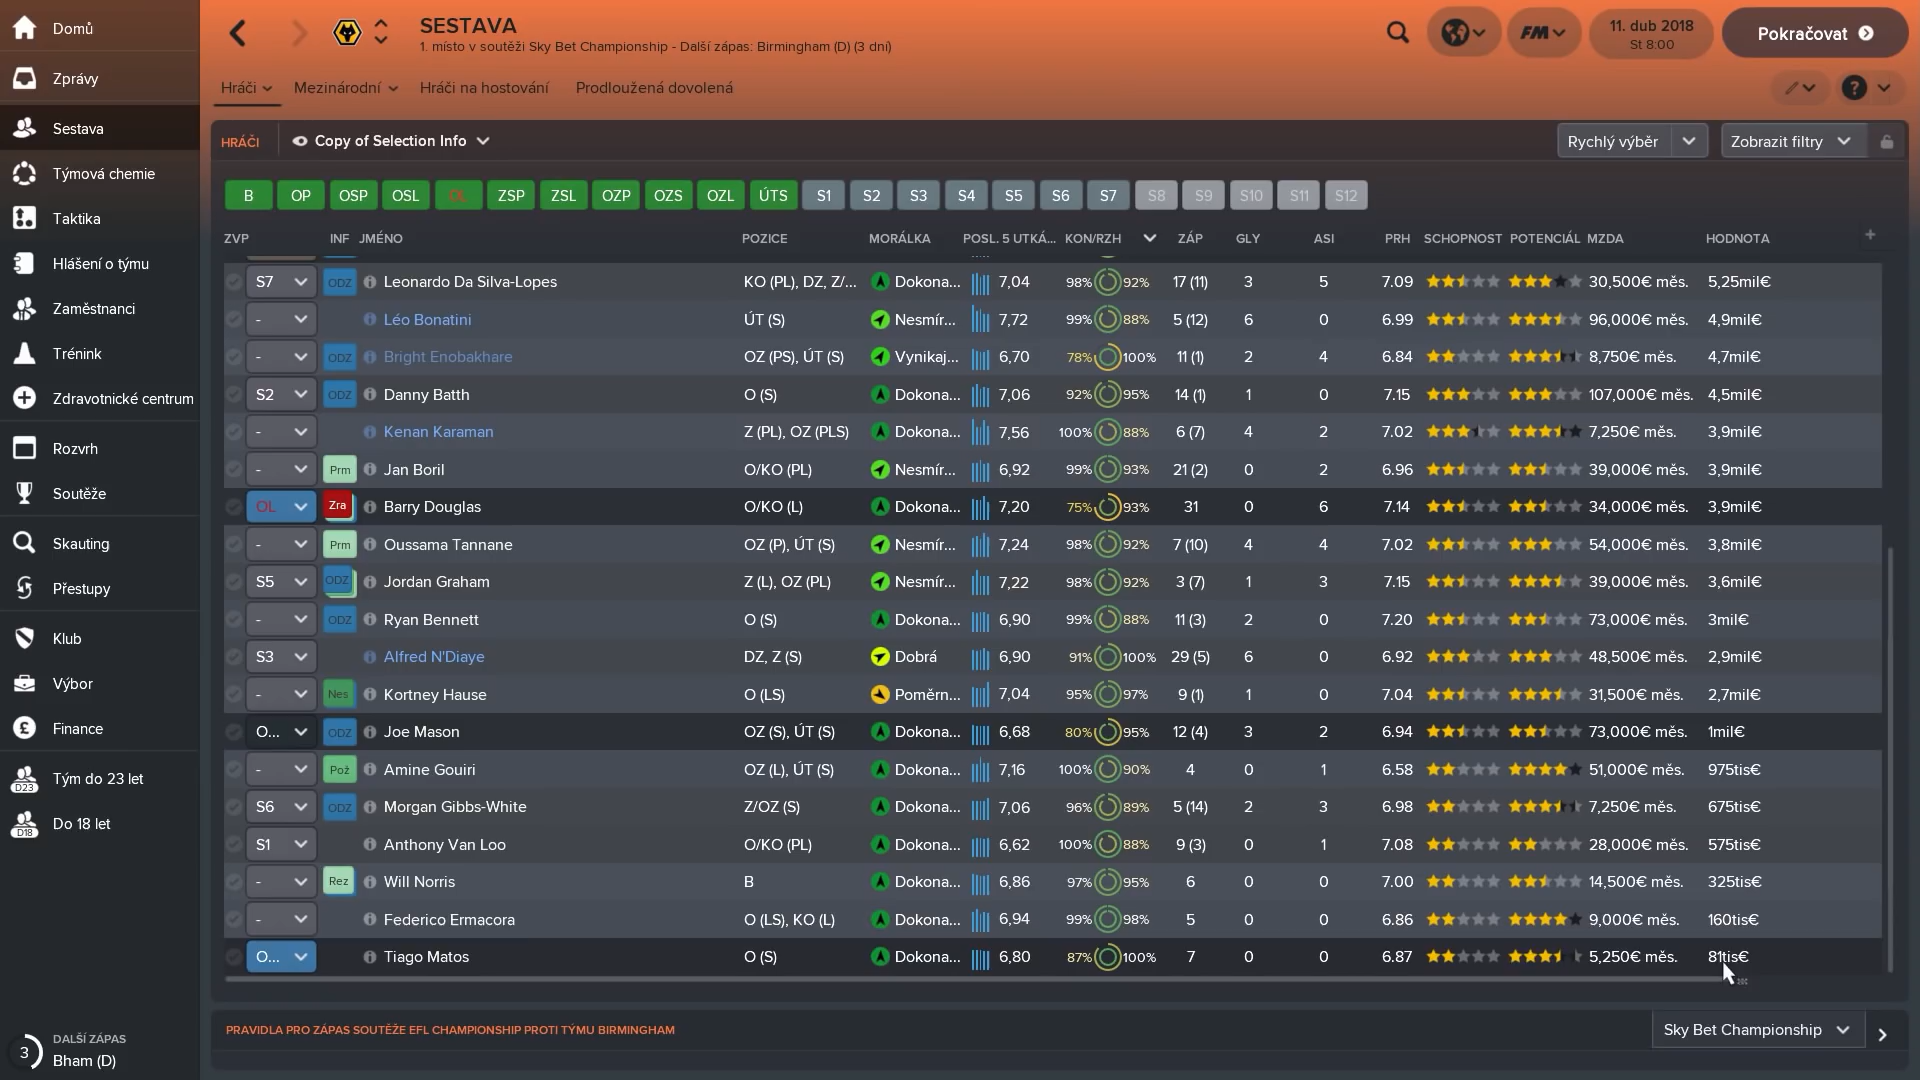 Domů
Zprávy
Sestava
Týmová chemie
Taktika
Hlášení o týmu
Zaměstnanci
Trénink
Zdravotnické centrum
Rozvrh
Soutěže
Skauting
Přestupy
Klub
Výbor
Finance
D23 Tým do 23 let
D18 Do 18 let
3 DALŠÍ ZÁPAS
Bham (D)
SESTAVA
1. místo v soutěži Sky Bet Championship - Další zápas: Birmingham (D) (3 dní)
FM
11. dub 2018
St 8:00
Pokračovat
Hráči Mezinárodní Hráči na hostování Prodloužená dovolená
?
HRÁČI Copy of Selection Info Rychlý výběr Zobrazit filtry
B OP OSP OSL OL ZSP ZSL OZP OZS OZL ÚTS S1 S2 S3 S4 S5 S6 S7 S8 S9 S10 S11 S12
ZVP INF JMÉNO POZICE MORÁLKA POSL. 5 UTKÁ... KON/RZH ZÁP GLY ASI PRH SCHOPNOST POTENCIÁL MZDA HODNOTA +
S7 ODZ Leonardo Da Silva-Lopes KO (PL), DZ, Z/... Dokona... 7,04 98% 92% 17 (11) 3 5 7.09 30,500€ měs. 5,25mil€
- Léo Bonatini ÚT (S) Nesmír... 7,72 99% 88% 5 (12) 6 0 6.99 96,000€ měs. 4,9mil€
- ODZ Bright Enobakhare OZ (PS), ÚT (S) Vynikaj... 6,70 78% 100% 11 (1) 2 4 6.84 8,750€ měs. 4,7mil€
S2 ODZ Danny Batth O (S) Dokona... 7,06 92% 95% 14 (1) 1 0 7.15 107,000€ měs. 4,5mil€
- Kenan Karaman Z (PL), OZ (PLS) Dokona... 7,56 100% 88% 6 (7) 4 2 7.02 7,250€ měs. 3,9mil€
- Prm Jan Boril O/KO (PL) Nesmír... 6,92 99% 93% 21 (2) 0 2 6.96 39,000€ měs. 3,9mil€
OL Zra Barry Douglas O/KO (L) Dokona... 7,20 75% 93% 31 0 6 7.14 34,000€ měs. 3,9mil€
- Prm Oussama Tannane OZ (P), ÚT (S) Nesmír... 7,24 98% 92% 7 (10) 4 4 7.02 54,000€ měs. 3,8mil€
S5 ODZ Jordan Graham Z (L), OZ (PL) Nesmír... 7,22 98% 92% 3 (7) 1 3 7.15 39,000€ měs. 3,6mil€
- ODZ Ryan Bennett O (S) Dokona... 6,90 99% 88% 11 (3) 2 0 7.20 73,000€ měs. 3mil€
S3 Alfred N'Diaye DZ, Z (S) Dobrá 6,90 91% 100% 29 (5) 6 0 6.92 48,500€ měs. 2,9mil€
- Nes Kortney Hause O (LS) Poměrn... 7,04 95% 97% 9 (1) 1 0 7.04 31,500€ měs. 2,7mil€
O... ODZ Joe Mason OZ (S), ÚT (S) Dokona... 6,68 80% 95% 12 (4) 3 2 6.94 73,000€ měs. 1mil€
- Pož Amine Gouiri OZ (L), ÚT (S) Dokona... 7,16 100% 90% 4 0 1 6.58 51,000€ měs. 975tis€
S6 ODZ Morgan Gibbs-White Z/OZ (S) Dokona... 7,06 96% 89% 5 (14) 2 3 6.98 7,250€ měs. 675tis€
S1 Anthony Van Loo O/KO (PL) Dokona... 6,62 100% 88% 9 (3) 0 1 7.08 28,000€ měs. 575tis€
- Rez Will Norris B Dokona... 6,86 97% 95% 6 0 0 7.00 14,500€ měs. 325tis€
- Federico Ermacora O (LS), KO (L) Dokona... 6,94 99% 98% 5 0 0 6.86 9,000€ měs. 160tis€
O... Tiago Matos O (S) Dokona... 6,80 87% 100% 7 0 0 6.87 5,250€ měs. 81tis€
PRAVIDLA PRO ZÁPAS SOUTĚŽE EFL CHAMPIONSHIP PROTI TÝMU BIRMINGHAM Sky Bet Championship